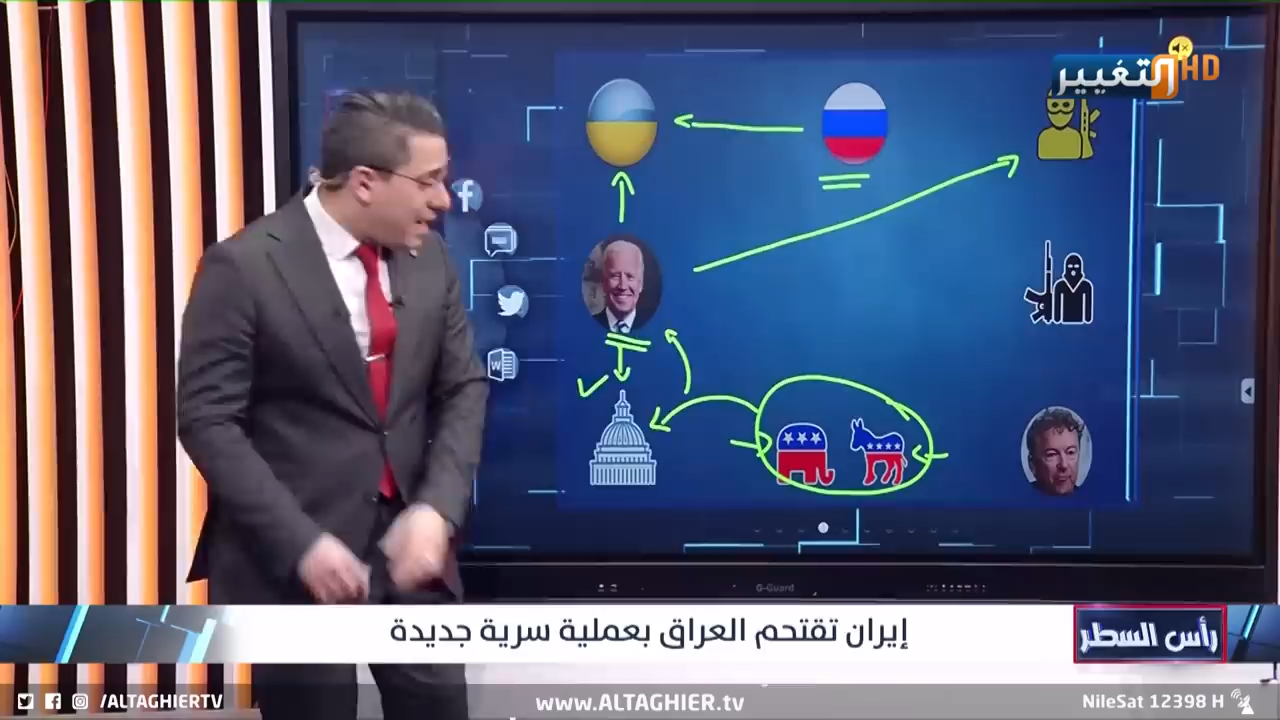 التغيير HD
f
W
G-Guard
إيران تقتحم العراق بعملية سرية جديدة
رأس السطر
/ALTAGHIERTV
www.ALTAGHIER.tv
NileSat 12398 H